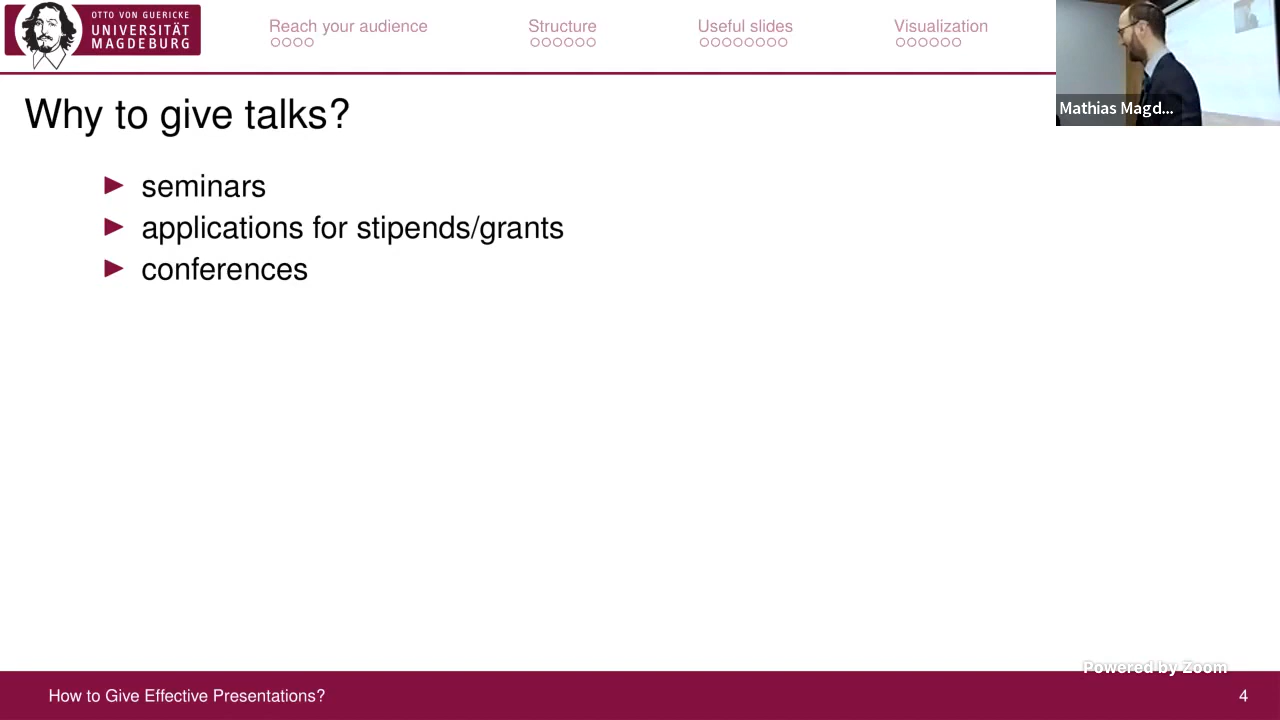 OTTO VON GUERICKE
UNIVERSITÄT
MAGDEBURG
Reach your audience
Structure
Useful slides
Visualization
Mathias Magd...
Why to give talks?
seminars
applications for stipends/grants
conferences
Powered by Zoom
How to Give Effective Presentations?
4